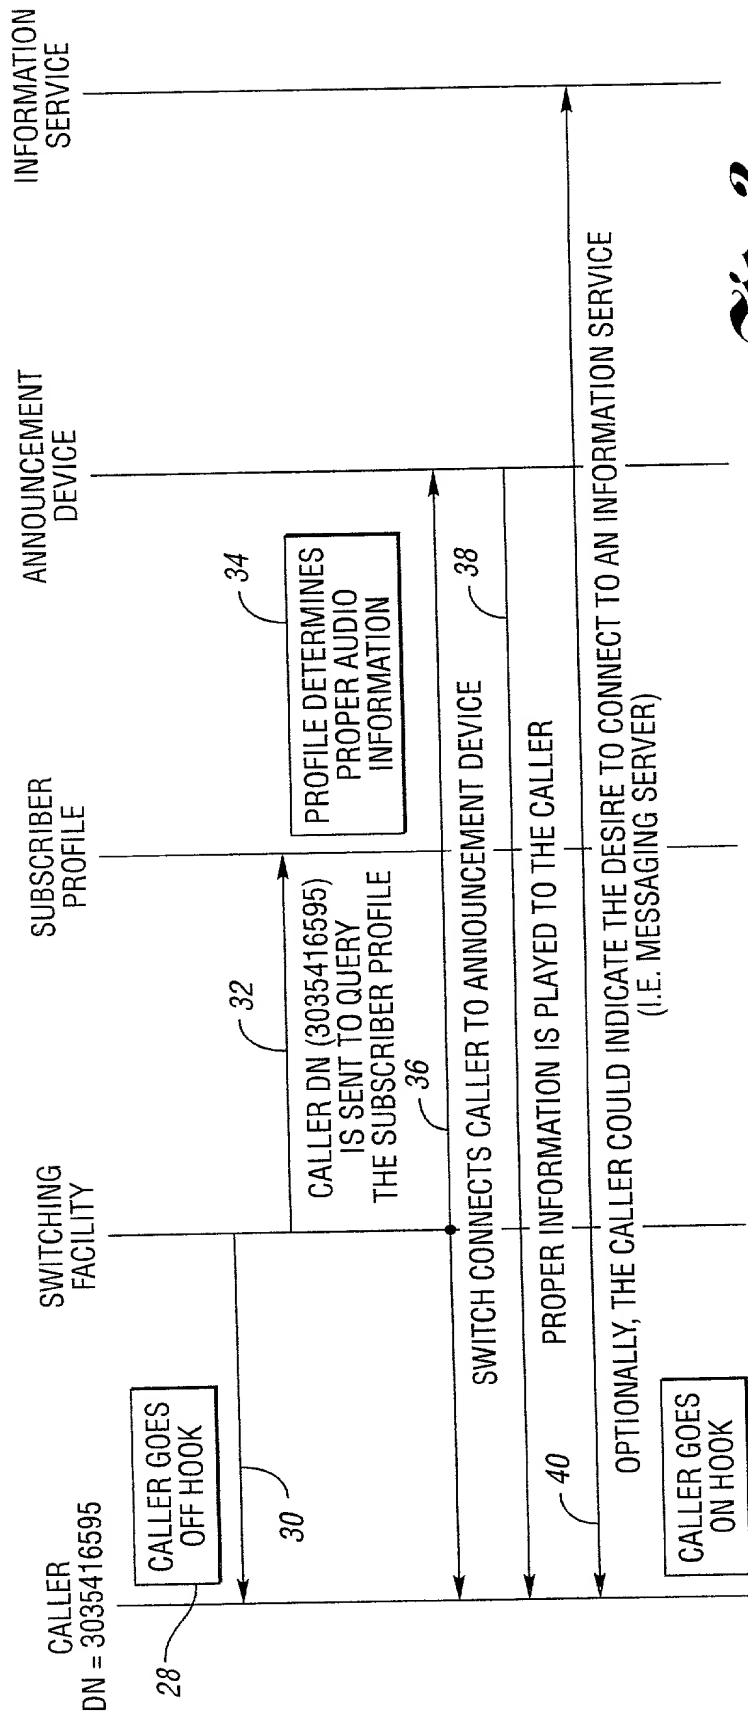 CALLER
DN = 3035416595
SWITCHING
FACILITY
SUBSCRIBER
PROFILE
ANNOUNCEMENT
DEVICE
INFORMATION
SERVICE
28
CALLER GOES
OFF HOOK
30
32
CALLER DN (3035416595)
IS SENT TO QUERY
THE SUBSCRIBER PROFILE
34
PROFILE DETERMINES
PROPER AUDIO
INFORMATION
36
SWITCH CONNECTS CALLER TO ANNOUNCEMENT DEVICE
38
PROPER INFORMATION IS PLAYED TO THE CALLER
40
OPTIONALLY, THE CALLER COULD INDICATE THE DESIRE TO CONNECT TO AN INFORMATION SERVICE
(I.E. MESSAGING SERVER)
CALLER GOES
ON HOOK